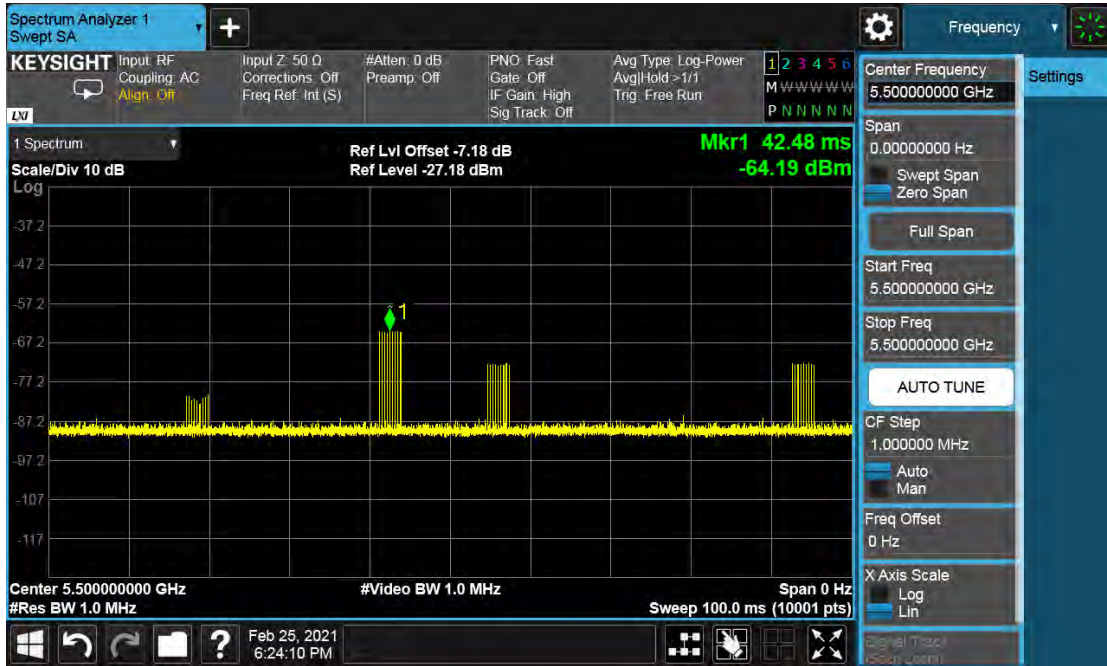 Spectrum Analyzer 1
Swept SA
+
Frequency
KEYSIGHT
Input: RF
Coupling: AC
Align: Off
Input Z: 50 Ω
Corrections: Off
Freq Ref: Int (S)
#Atten: 0 dB
Preamp: Off
PNO: Fast
Gate: Off
IF Gain: High
Sig Track: Off
Avg Type: Log-Power
Avg|Hold >1/1
Trig: Free Run
1 2 3 4 5 6
M W W W W W
P N N N N N
LXI
1 Spectrum
Scale/Div 10 dB
Log
Ref Lvl Offset -7.18 dB
Ref Level -27.18 dBm
Mkr1 42.48 ms
-64.19 dBm
-37.2
-47.2
-57.2
-67.2
-77.2
-87.2
-97.2
-107
-117
1
Center 5.500000000 GHz
#Res BW 1.0 MHz
#Video BW 1.0 MHz
Span 0 Hz
Sweep 100.0 ms (10001 pts)
Center Frequency
5.500000000 GHz
Settings
Span
0.00000000 Hz
Swept Span
Zero Span
Full Span
Start Freq
5.500000000 GHz
Stop Freq
5.500000000 GHz
AUTO TUNE
CF Step
1.000000 MHz
Auto
Man
Freq Offset
0 Hz
X Axis Scale
Log
Lin
Signal Track
(Span Zoom)
?
Feb 25, 2021
6:24:10 PM